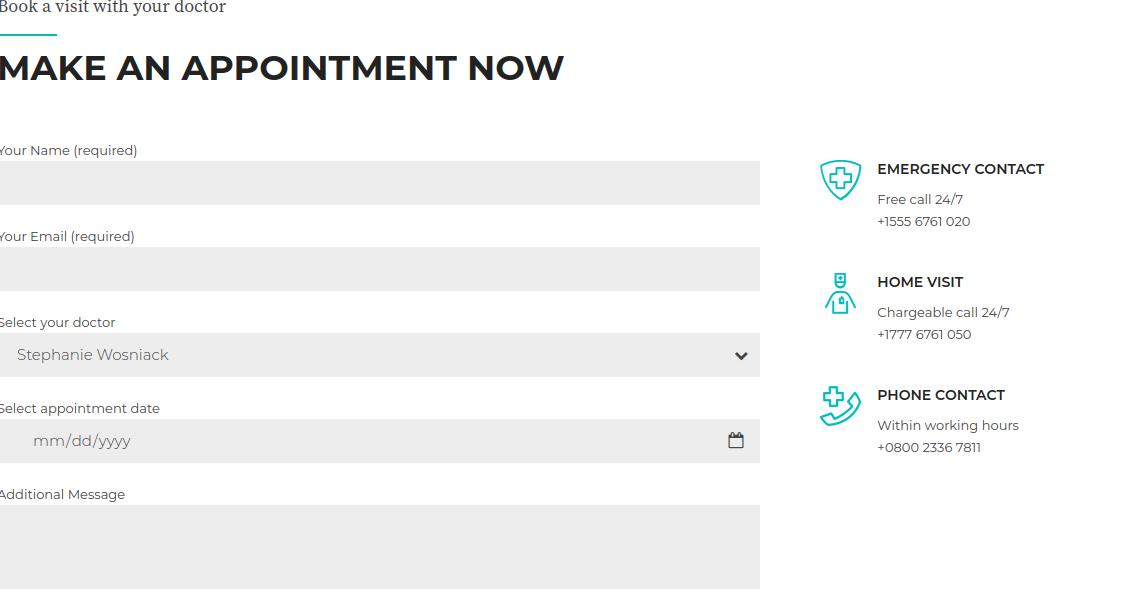 Book a visit with your doctor
MAKE AN APPOINTMENT NOW
Your Name (required)
Your Email (required)
Select your doctor
Stephanie Wosniack
Select appointment date
mm/dd/yyyy
Additional Message
EMERGENCY CONTACT
Free call 24/7
+1555 6761 020
HOME VISIT
Chargeable call 24/7
+1777 6761 050
PHONE CONTACT
Within working hours
+0800 2336 7811